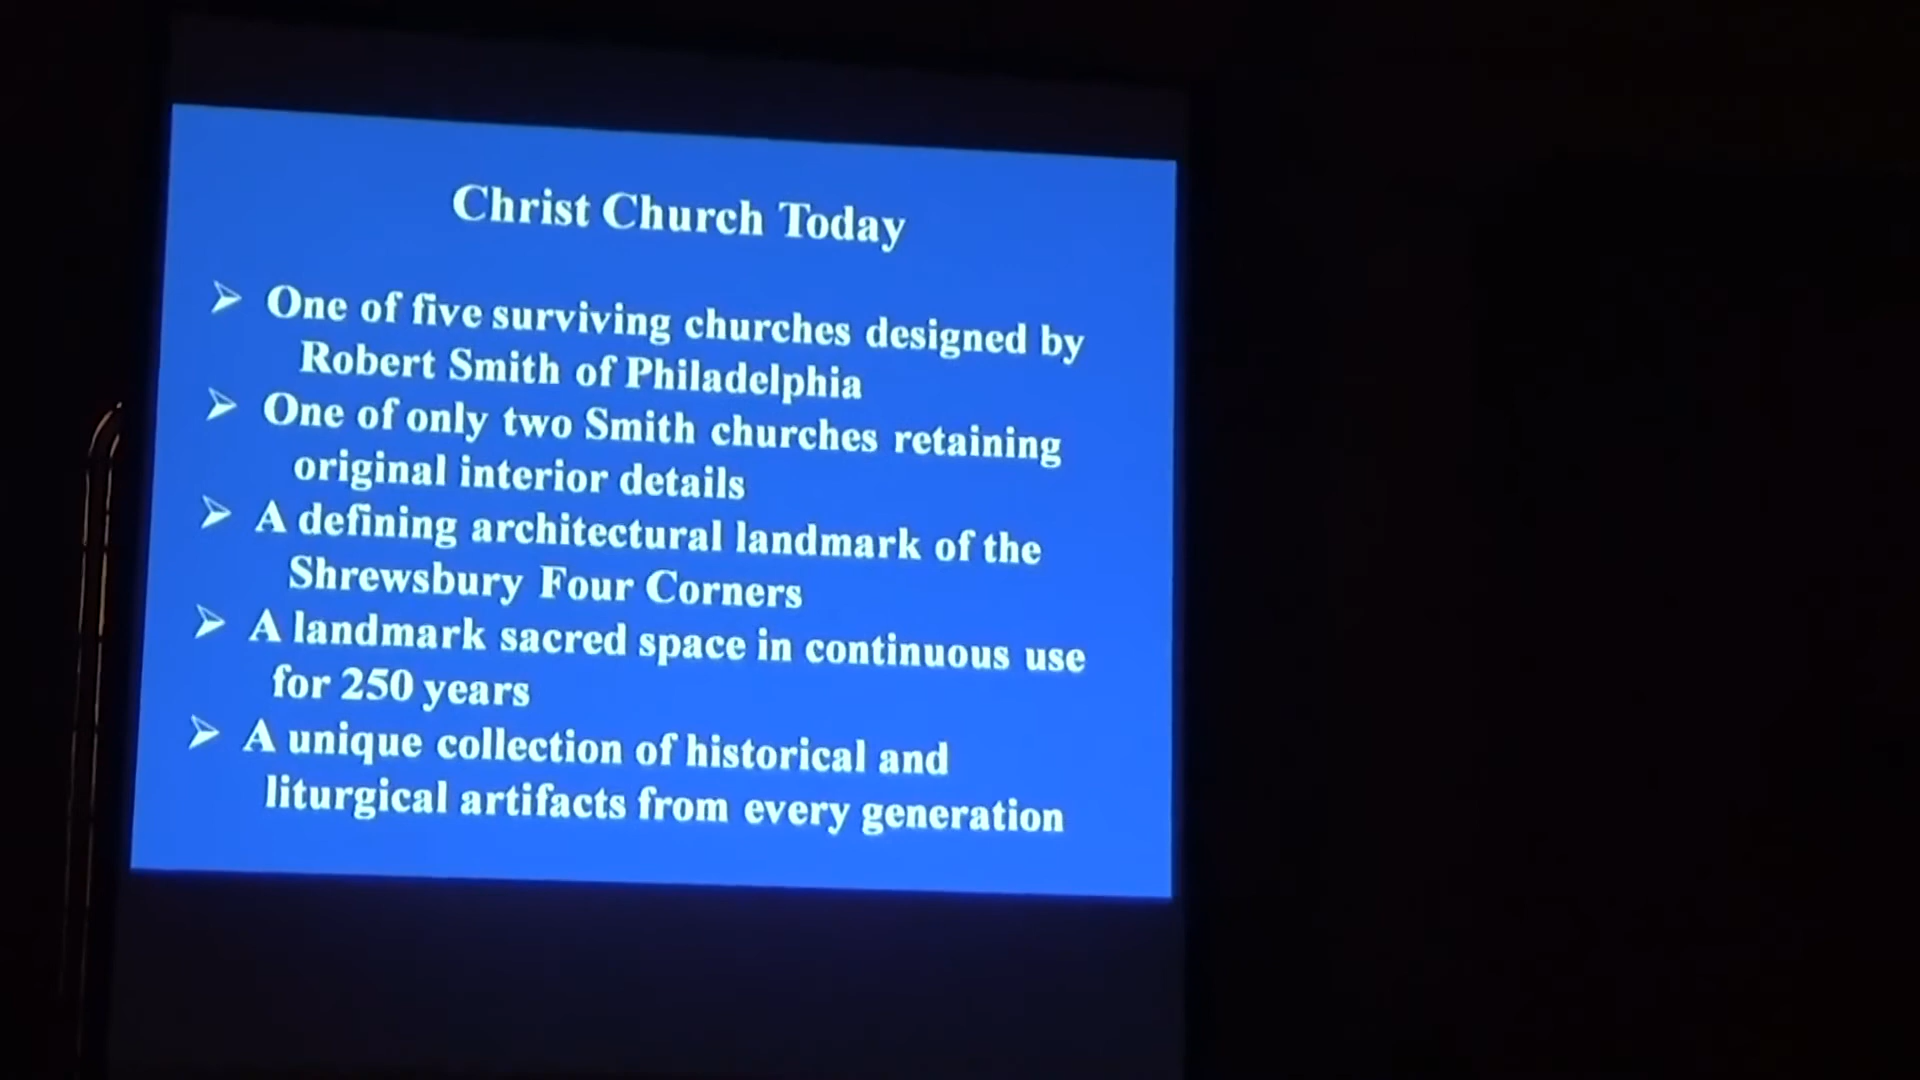 Christ Church Today
➢ One of five surviving churches designed by
Robert Smith of Philadelphia
➢ One of only two Smith churches retaining
original interior details
➢ A defining architectural landmark of the
Shrewsbury Four Corners
➢ A landmark sacred space in continuous use
for 250 years
➢ A unique collection of historical and
liturgical artifacts from every generation